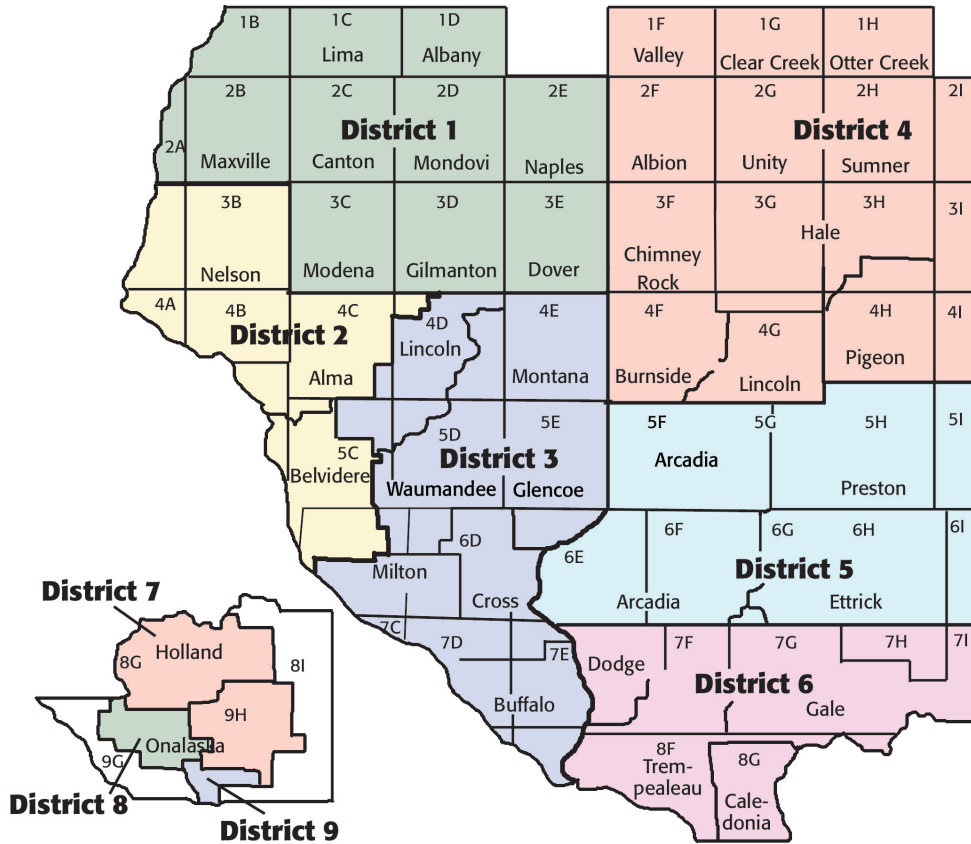 1B 1C 1D 1F 1G 1H
Lima Albany Valley Clear Creek Otter Creek
2A 2B 2C 2D 2E 2F 2G 2H 2I
District 1 District 4
Maxville Canton Mondovi Naples Albion Unity Sumner
3B 3C 3D 3E 3F 3G 3H 3I
Hale
Nelson Modena Gilmanton Dover Chimney
Rock
4A 4B 4C 4D 4E 4F 4G 4H 4I
District 2 Lincoln
Alma Montana Burnside Lincoln Pigeon
5C 5D 5E 5F 5G 5H 5I
District 3 Arcadia
Belvidere Waumandee Glencoe Preston
6D 6E 6F 6G 6H 6I
District 5
Milton Cross Arcadia Ettrick
7C 7D 7E 7F 7G 7H 7I
Dodge
District 6
Buffalo Gale
8F 8G
Trem-
pealeau
Cale-
donia
District 7
8G Holland 8I
9H
Onalaska
9G
District 8
District 9